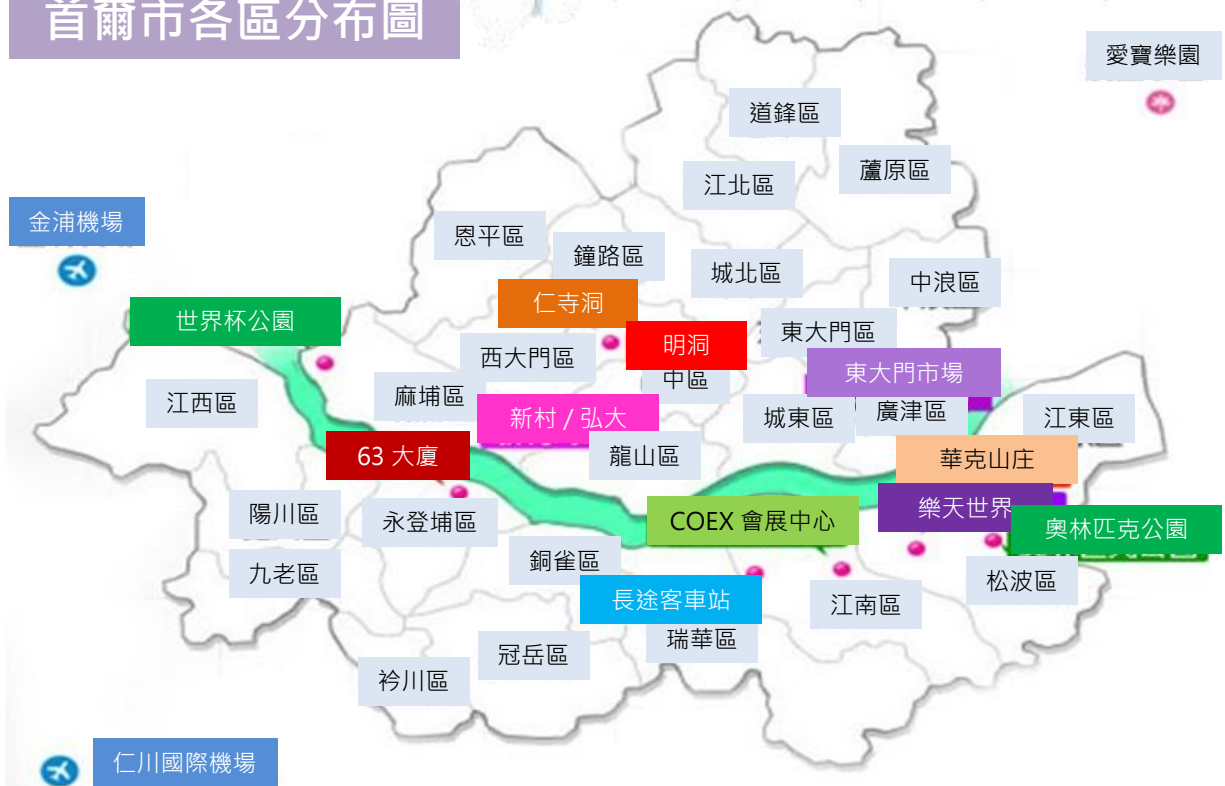 首爾市各區分布圖
愛寶樂園
道鋒區
蘆原區
江北區
金浦機場
恩平區
鐘路區
城北區
中浪區
仁寺洞
世界杯公園
東大門區
明洞
西大門區
東大門市場
中區
麻埔區
江西區
新村 / 弘大
城東區
廣津區
江東區
63 大廈
龍山區
華克山庄
樂天世界
陽川區
永登埔區
COEX 會展中心
奧林匹克公園
銅雀區
九老區
松波區
長途客車站
江南區
瑞華區
冠岳區
衿川區
仁川國際機場